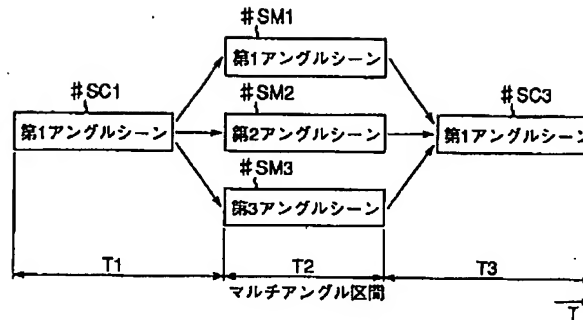 #SM1
第1アングルシーン
#SC1
第1アングルシーン
#SM2
第2アングルシーン
#SC3
第1アングルシーン
#SM3
第3アングルシーン
T1
T2
T3
マルチアングル区間
T